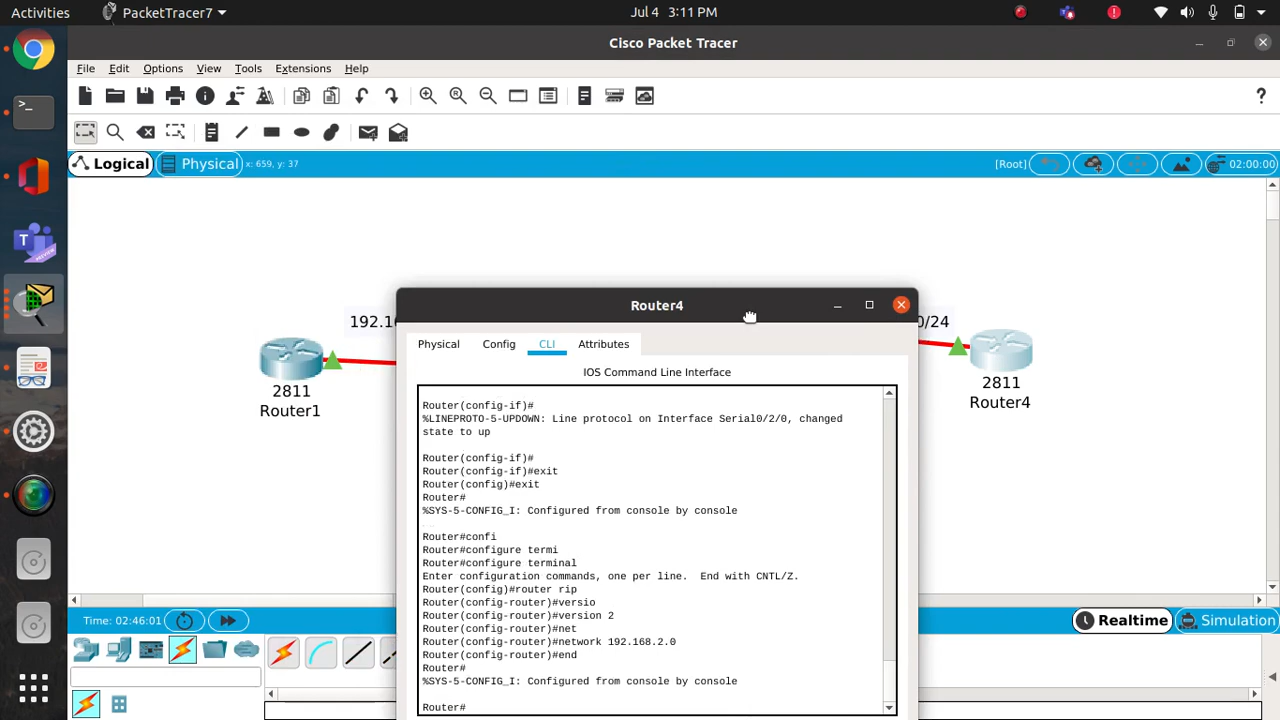 Activities
PacketTracer7
Jul 4  3:11 PM
Cisco Packet Tracer
File
Edit
Options
View
Tools
Extensions
Help
?
Logical
Physical
x: 659, y: 37
[Root]
02:00:00
192.16
0/24
2811
Router1
2811
Router4
Router4
Physical
Config
CLI
Attributes
IOS Command Line Interface
Router(config-if)#
%LINEPROTO-5-UPDOWN: Line protocol on Interface Serial0/2/0, changed
state to up
Router(config-if)#
Router(config-if)#exit
Router(config)#exit
Router#
%SYS-5-CONFIG_I: Configured from console by console
Router#confi
Router#configure termi
Router#configure terminal
Enter configuration commands, one per line.  End with CNTL/Z.
Router(config)#router rip
Router(config-router)#versio
Router(config-router)#version 2
Router(config-router)#net
Router(config-router)#network 192.168.2.0
Router(config-router)#end
Router#
%SYS-5-CONFIG_I: Configured from console by console
Router#
Time: 02:46:01
Realtime
Simulation